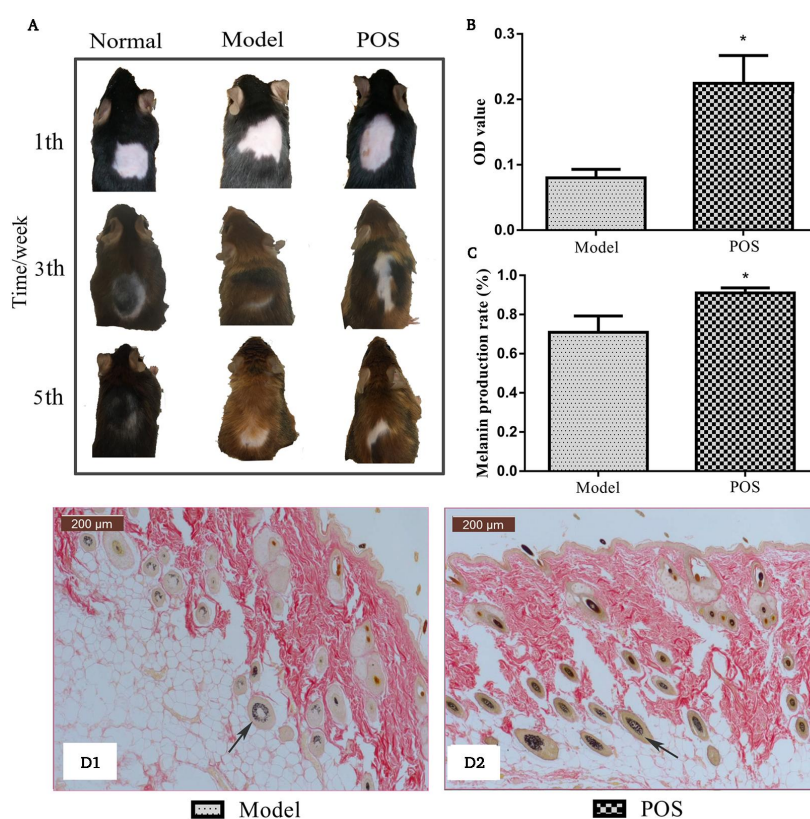 A
Normal Model POS
1th
3th
5th
Time/week
B
*
OD value
0.3
0.2
0.1
0.0
Model POS
C
*
Melanin production rate (%)
1.0
0.8
0.6
0.4
0.2
0.0
Model POS
200 µm
D1
200 µm
D2
Model
POS